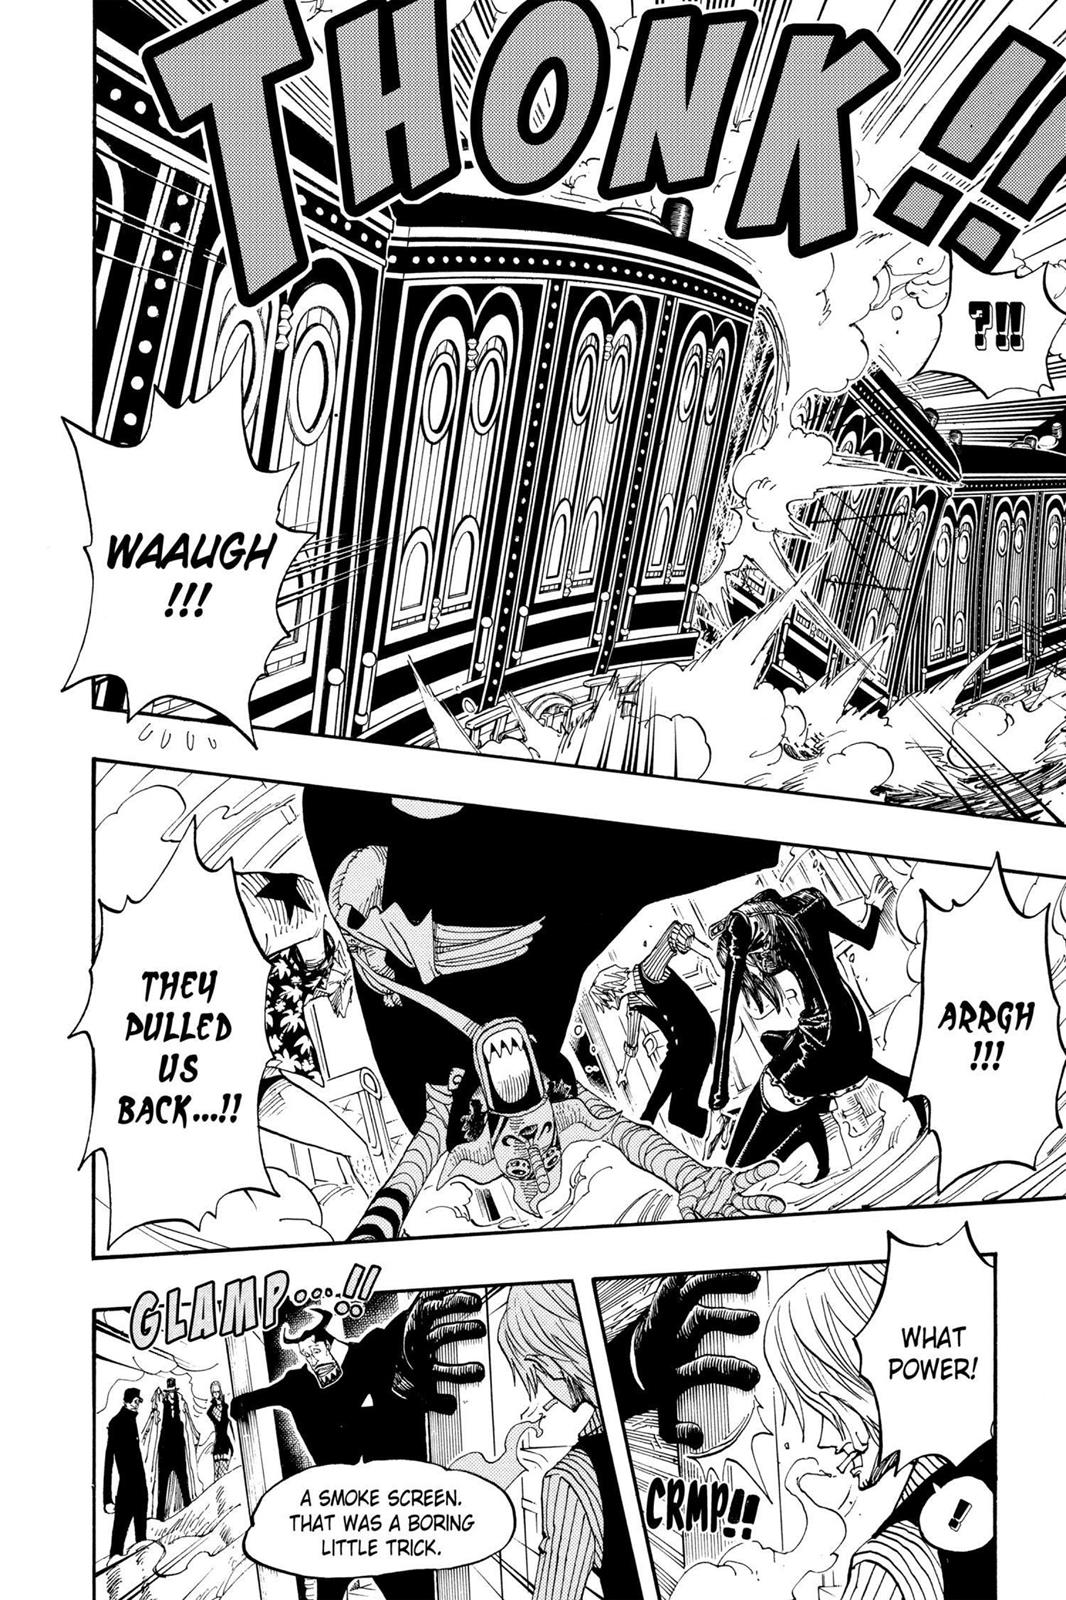 THONK!!
?!!
WAAUGH
!!!
ARRGH
!!!
THEY
PULLED
US
BACK...!!
WHAT
POWER!
!
CRMP!!
GLAMP...!!
A SMOKE SCREEN.
THAT WAS A BORING
LITTLE TRICK.